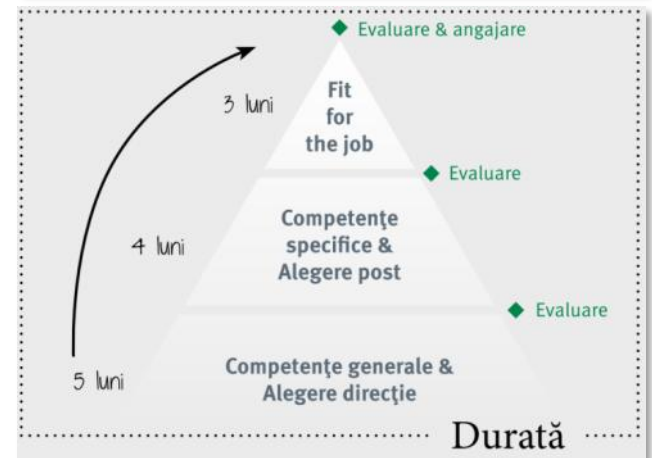 Evaluare & angajare
3 luni
Fit
for
the job
Evaluare
4 luni
Competenţe
specifice &
Alegere post
Evaluare
5 luni
Competenţe generale &
Alegere direcţie
Durată